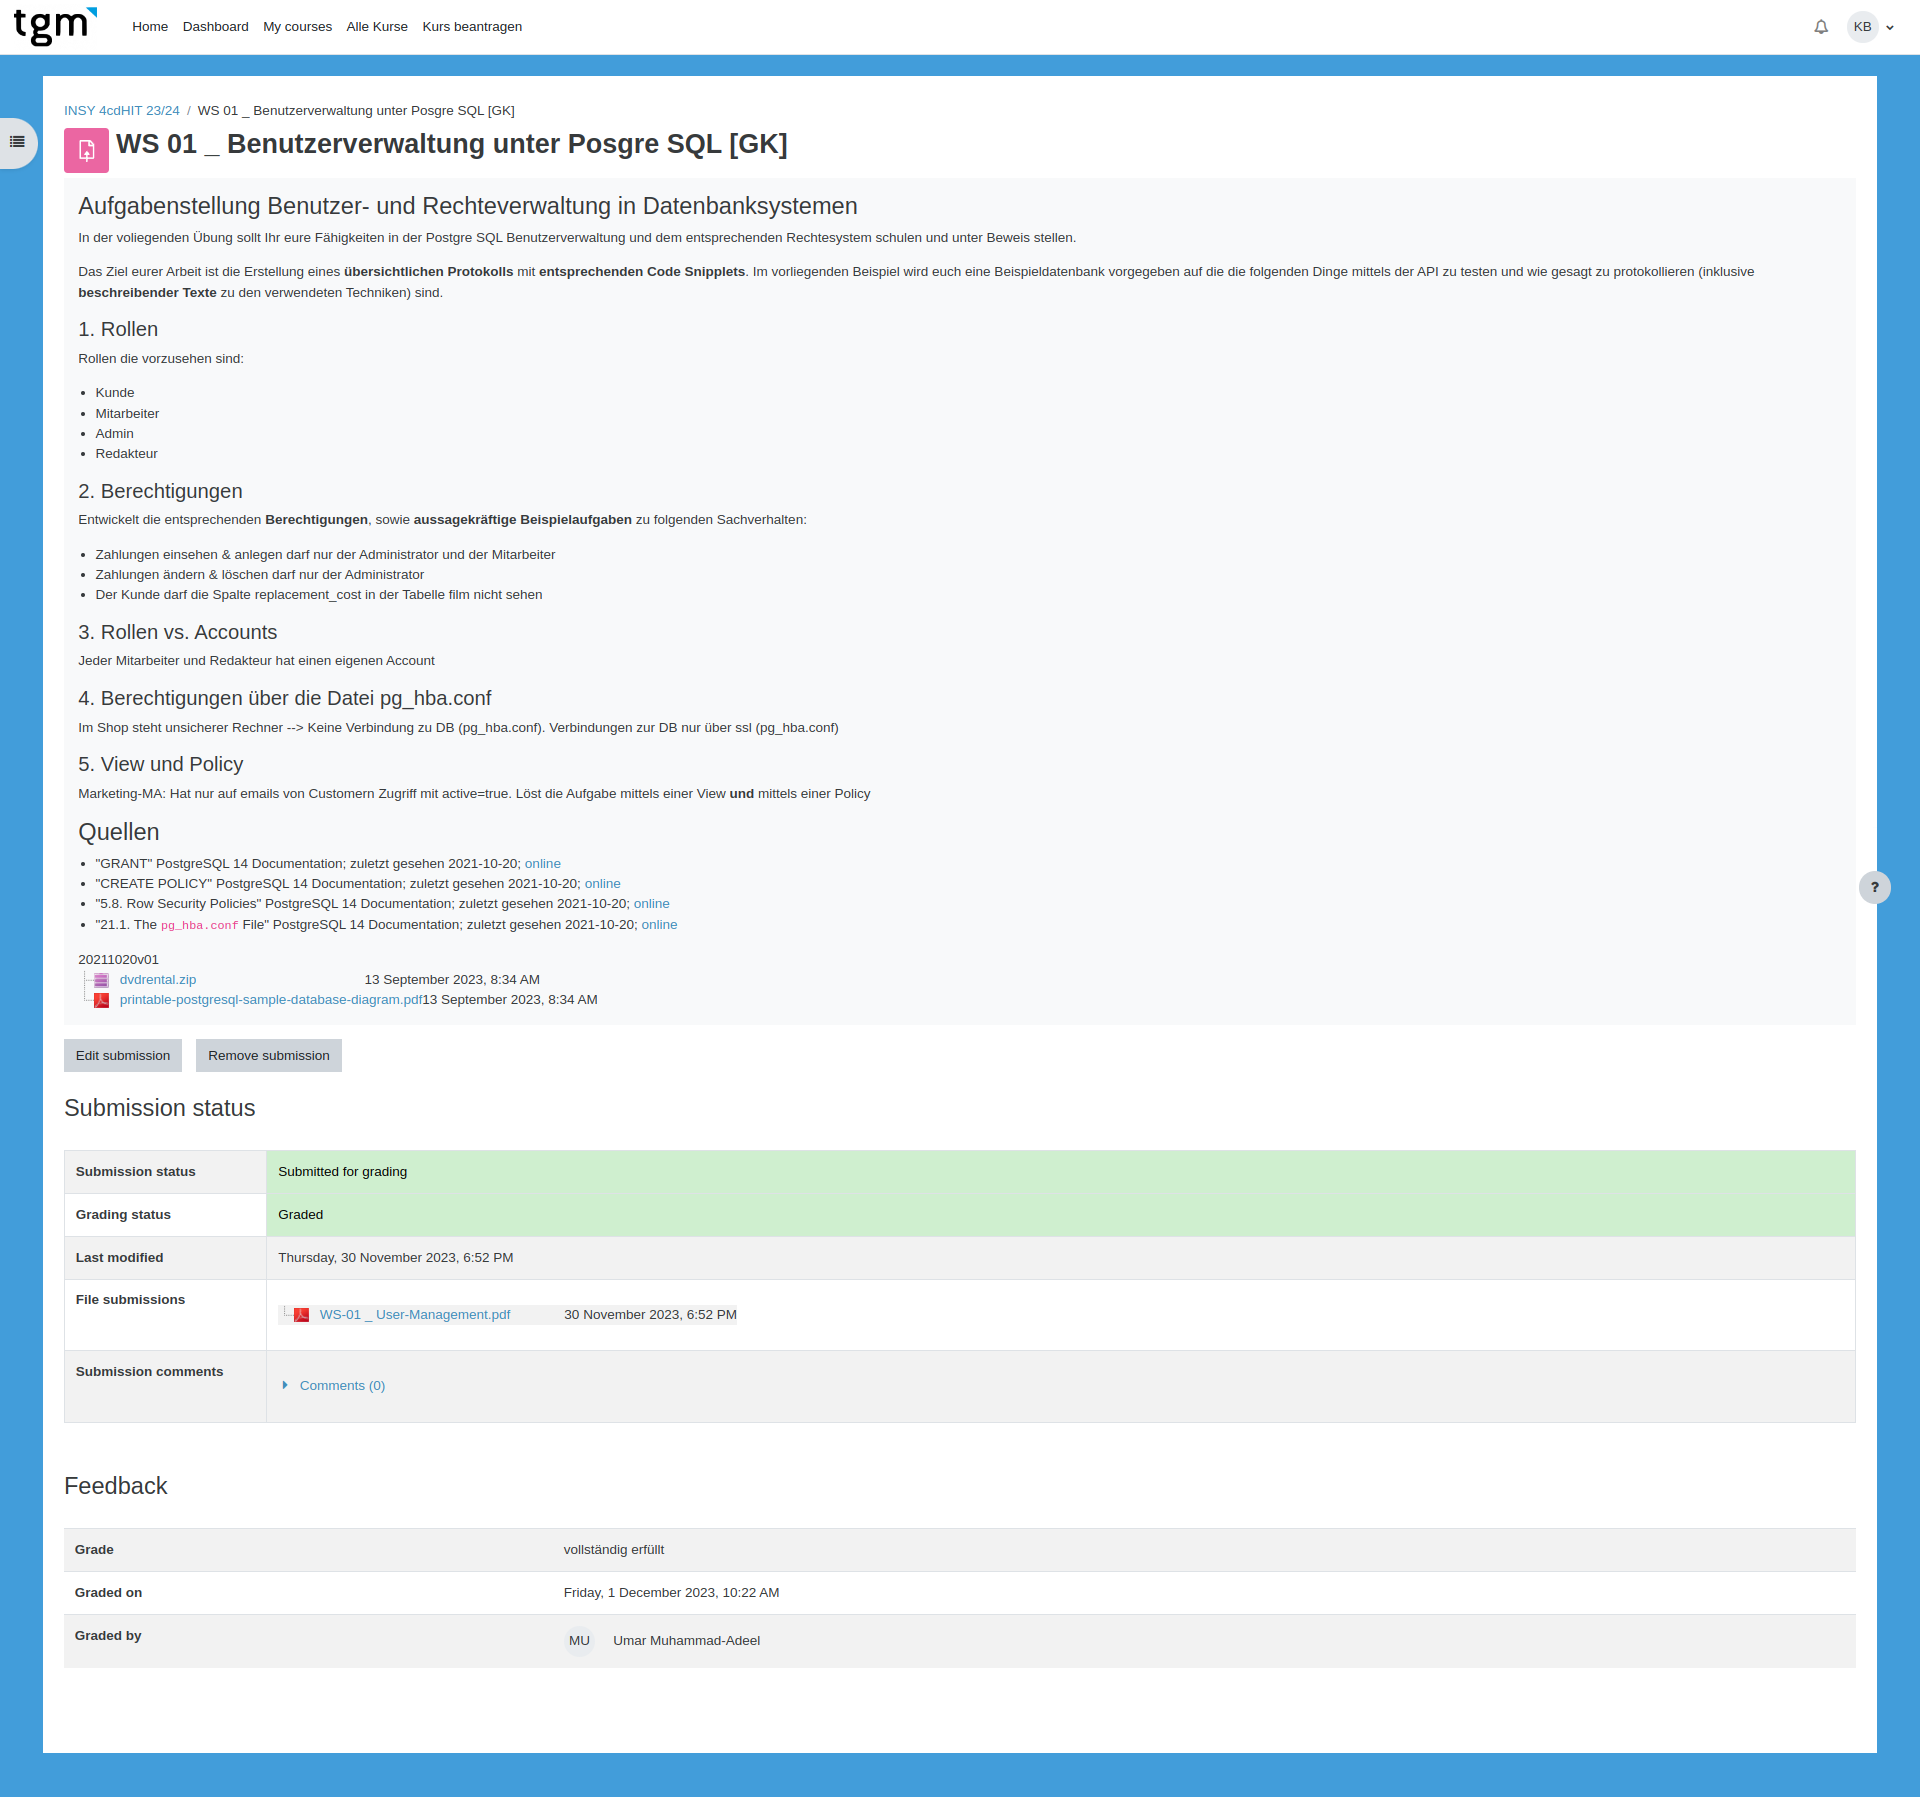 tgm
Home Dashboard My courses Alle Kurse Kurs beantragen
KB
INSY 4cdHIT 23/24 / WS 01 _ Benutzerverwaltung unter Posgre SQL [GK]
WS 01 _ Benutzerverwaltung unter Posgre SQL [GK]
Aufgabenstellung Benutzer- und Rechteverwaltung in Datenbanksystemen
In der voliegenden Übung sollt Ihr eure Fähigkeiten in der Postgre SQL Benutzerverwaltung und dem entsprechenden Rechtesystem schulen und unter Beweis stellen.
Das Ziel eurer Arbeit ist die Erstellung eines übersichtlichen Protokolls mit entsprechenden Code Snipplets. Im vorliegenden Beispiel wird euch eine Beispieldatenbank vorgegeben auf die die folgenden Dinge mittels der API zu testen und wie gesagt zu protokollieren (inklusive
beschreibender Texte zu den verwendeten Techniken) sind.
1. Rollen
Rollen die vorzusehen sind:
• Kunde
• Mitarbeiter
• Admin
• Redakteur
2. Berechtigungen
Entwickelt die entsprechenden Berechtigungen, sowie aussagekräftige Beispielaufgaben zu folgenden Sachverhalten:
• Zahlungen einsehen & anlegen darf nur der Administrator und der Mitarbeiter
• Zahlungen ändern & löschen darf nur der Administrator
• Der Kunde darf die Spalte replacement_cost in der Tabelle film nicht sehen
3. Rollen vs. Accounts
Jeder Mitarbeiter und Redakteur hat einen eigenen Account
4. Berechtigungen über die Datei pg_hba.conf
Im Shop steht unsicherer Rechner --> Keine Verbindung zu DB (pg_hba.conf). Verbindungen zur DB nur über ssl (pg_hba.conf)
5. View und Policy
Marketing-MA: Hat nur auf emails von Customern Zugriff mit active=true. Löst die Aufgabe mittels einer View und mittels einer Policy
Quellen
• "GRANT" PostgreSQL 14 Documentation; zuletzt gesehen 2021-10-20; online
• "CREATE POLICY" PostgreSQL 14 Documentation; zuletzt gesehen 2021-10-20; online
• "5.8. Row Security Policies" PostgreSQL 14 Documentation; zuletzt gesehen 2021-10-20; online
• "21.1. The pg_hba.conf File" PostgreSQL 14 Documentation; zuletzt gesehen 2021-10-20; online
?
20211020v01
dvdrental.zip 13 September 2023, 8:34 AM
printable-postgresql-sample-database-diagram.pdf13 September 2023, 8:34 AM
Edit submission Remove submission
Submission status
Submission status Submitted for grading
Grading status Graded
Last modified Thursday, 30 November 2023, 6:52 PM
File submissions
WS-01 _ User-Management.pdf 30 November 2023, 6:52 PM
Submission comments
Comments (0)
Feedback
Grade vollständig erfüllt
Graded on Friday, 1 December 2023, 10:22 AM
Graded by MU Umar Muhammad-Adeel